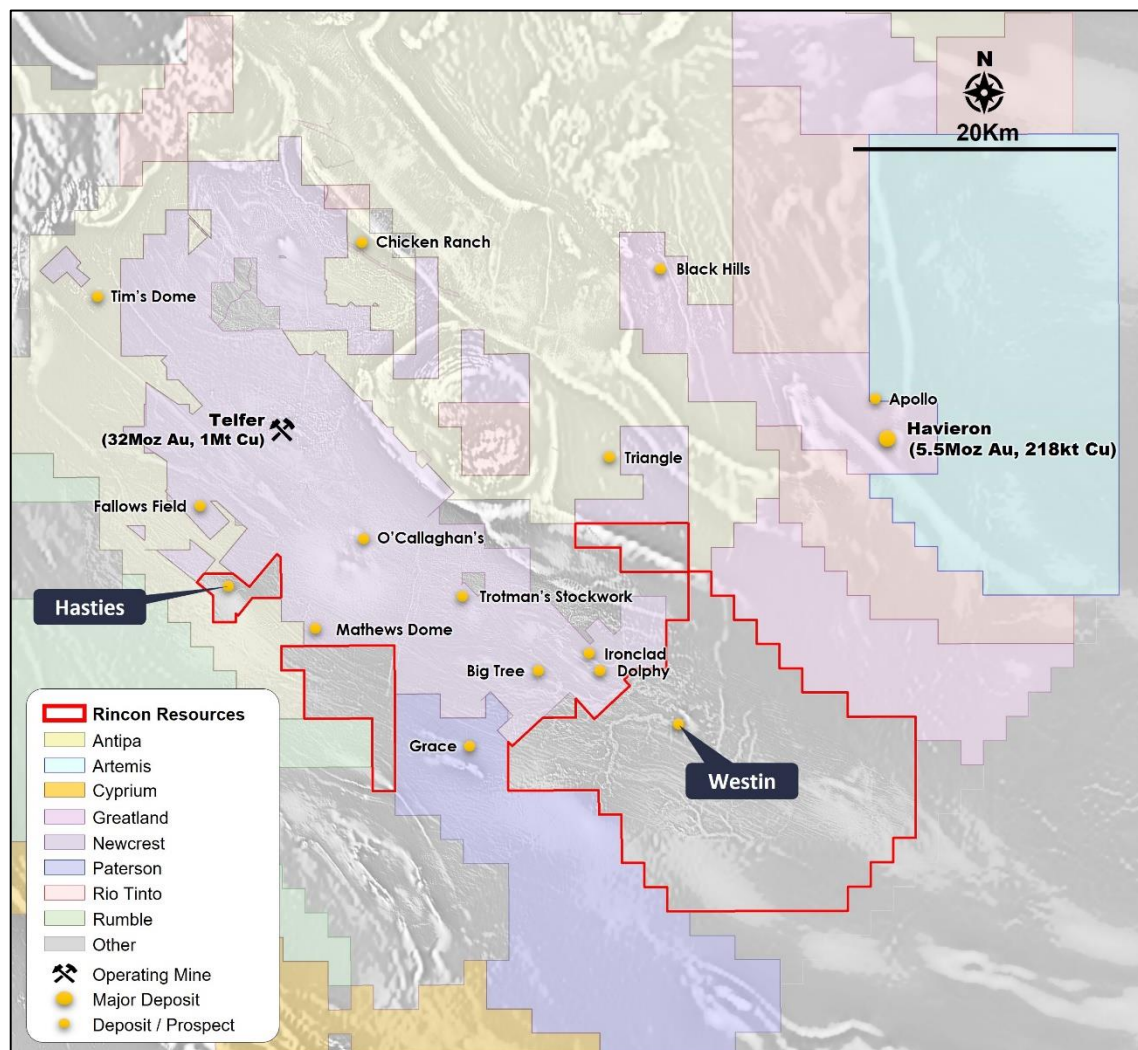 N
20Km
Chicken Ranch
Black Hills
Tim's Dome
Apollo
Telfer
(32Moz Au, 1Mt Cu)
Havieron
(5.5Moz Au, 218kt Cu)
Triangle
Fallows Field
O'Callaghan's
Hasties
Trotman's Stockwork
Mathews Dome
Ironclad
Big Tree
Dolphy
Grace
Westin
Rincon Resources
Antipa
Artemis
Cyprium
Greatland
Newcrest
Paterson
Rio Tinto
Rumble
Other
Operating Mine
Major Deposit
Deposit / Prospect